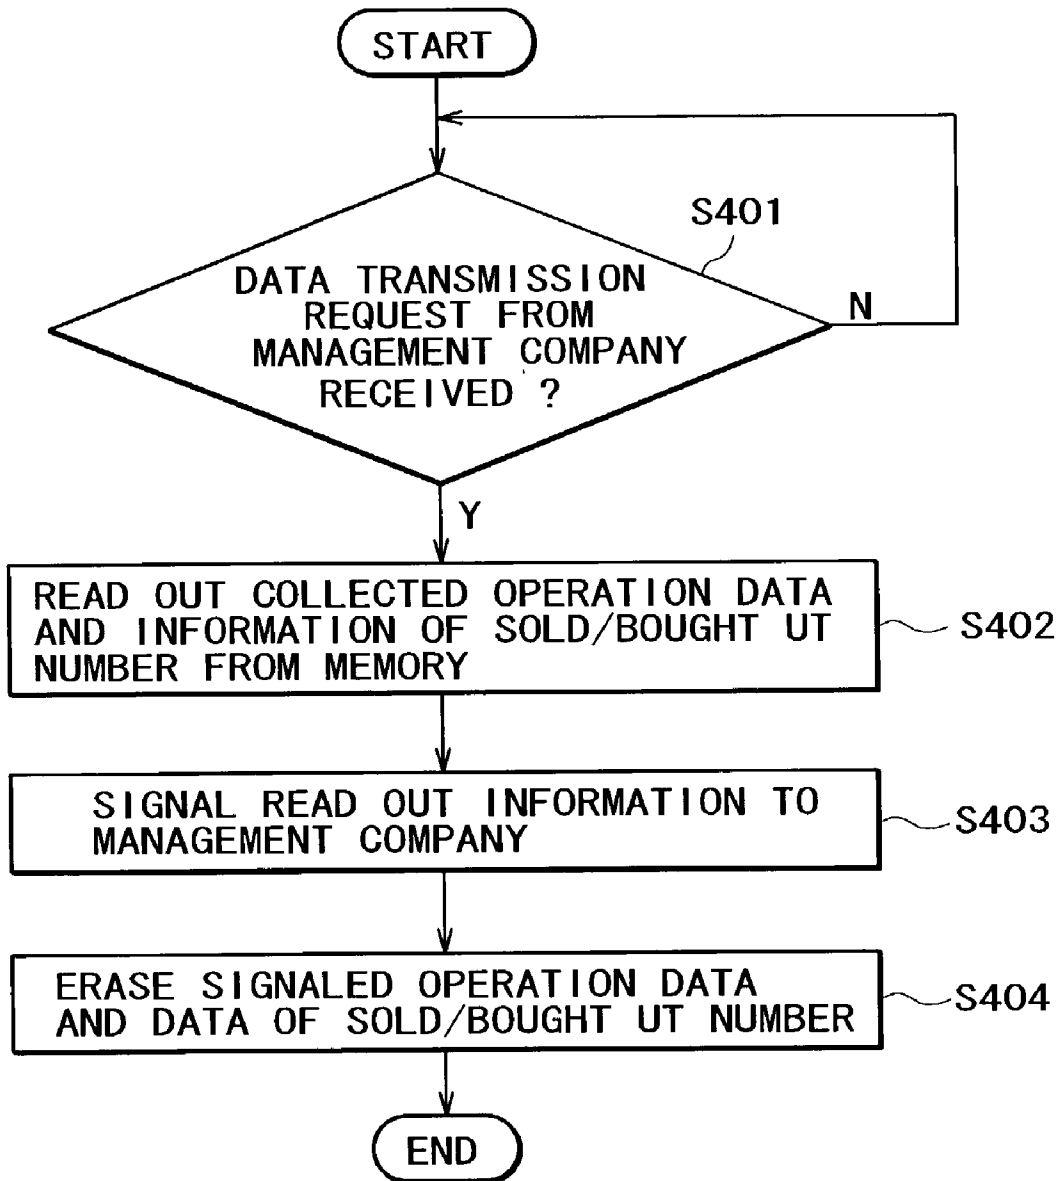 START
S401
DATA TRANSMISSION
REQUEST FROM
MANAGEMENT COMPANY
RECEIVED ?
N
Y
READ OUT COLLECTED OPERATION DATA
AND INFORMATION OF SOLD/BOUGHT UT
NUMBER FROM MEMORY
S402
SIGNAL READ OUT INFORMATION TO
MANAGEMENT COMPANY
S403
ERASE SIGNALED OPERATION DATA
AND DATA OF SOLD/BOUGHT UT NUMBER
S404
END